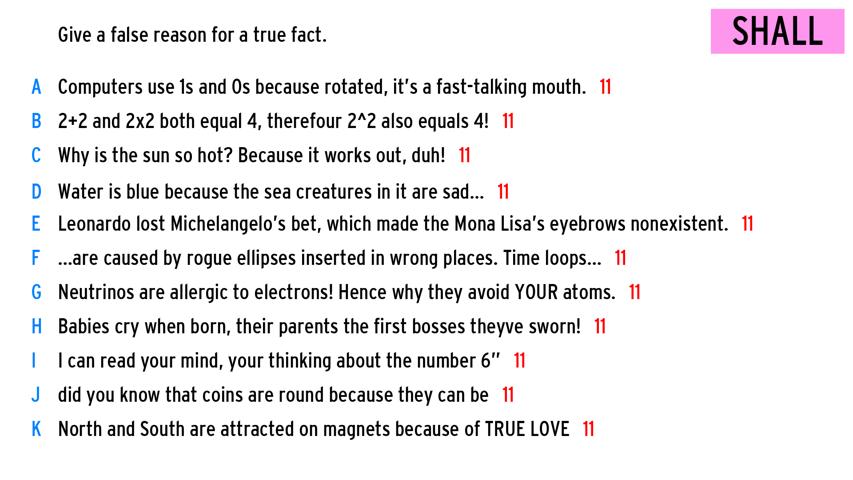 Give a false reason for a true fact.
SHALL
A Computers use 1s and 0s because rotated, it's a fast-talking mouth. 11
B 2+2 and 2x2 both equal 4, therefour 2^2 also equals 4! 11
C Why is the sun so hot? Because it works out, duh! 11
D Water is blue because the sea creatures in it are sad... 11
E Leonardo lost Michelangelo's bet, which made the Mona Lisa's eyebrows nonexistent. 11
F ...are caused by rogue ellipses inserted in wrong places. Time loops... 11
G Neutrinos are allergic to electrons! Hence why they avoid YOUR atoms. 11
H Babies cry when born, their parents the first bosses theyve sworn! 11
I I can read your mind, your thinking about the number 6" 11
J did you know that coins are round because they can be 11
K North and South are attracted on magnets because of TRUE LOVE 11